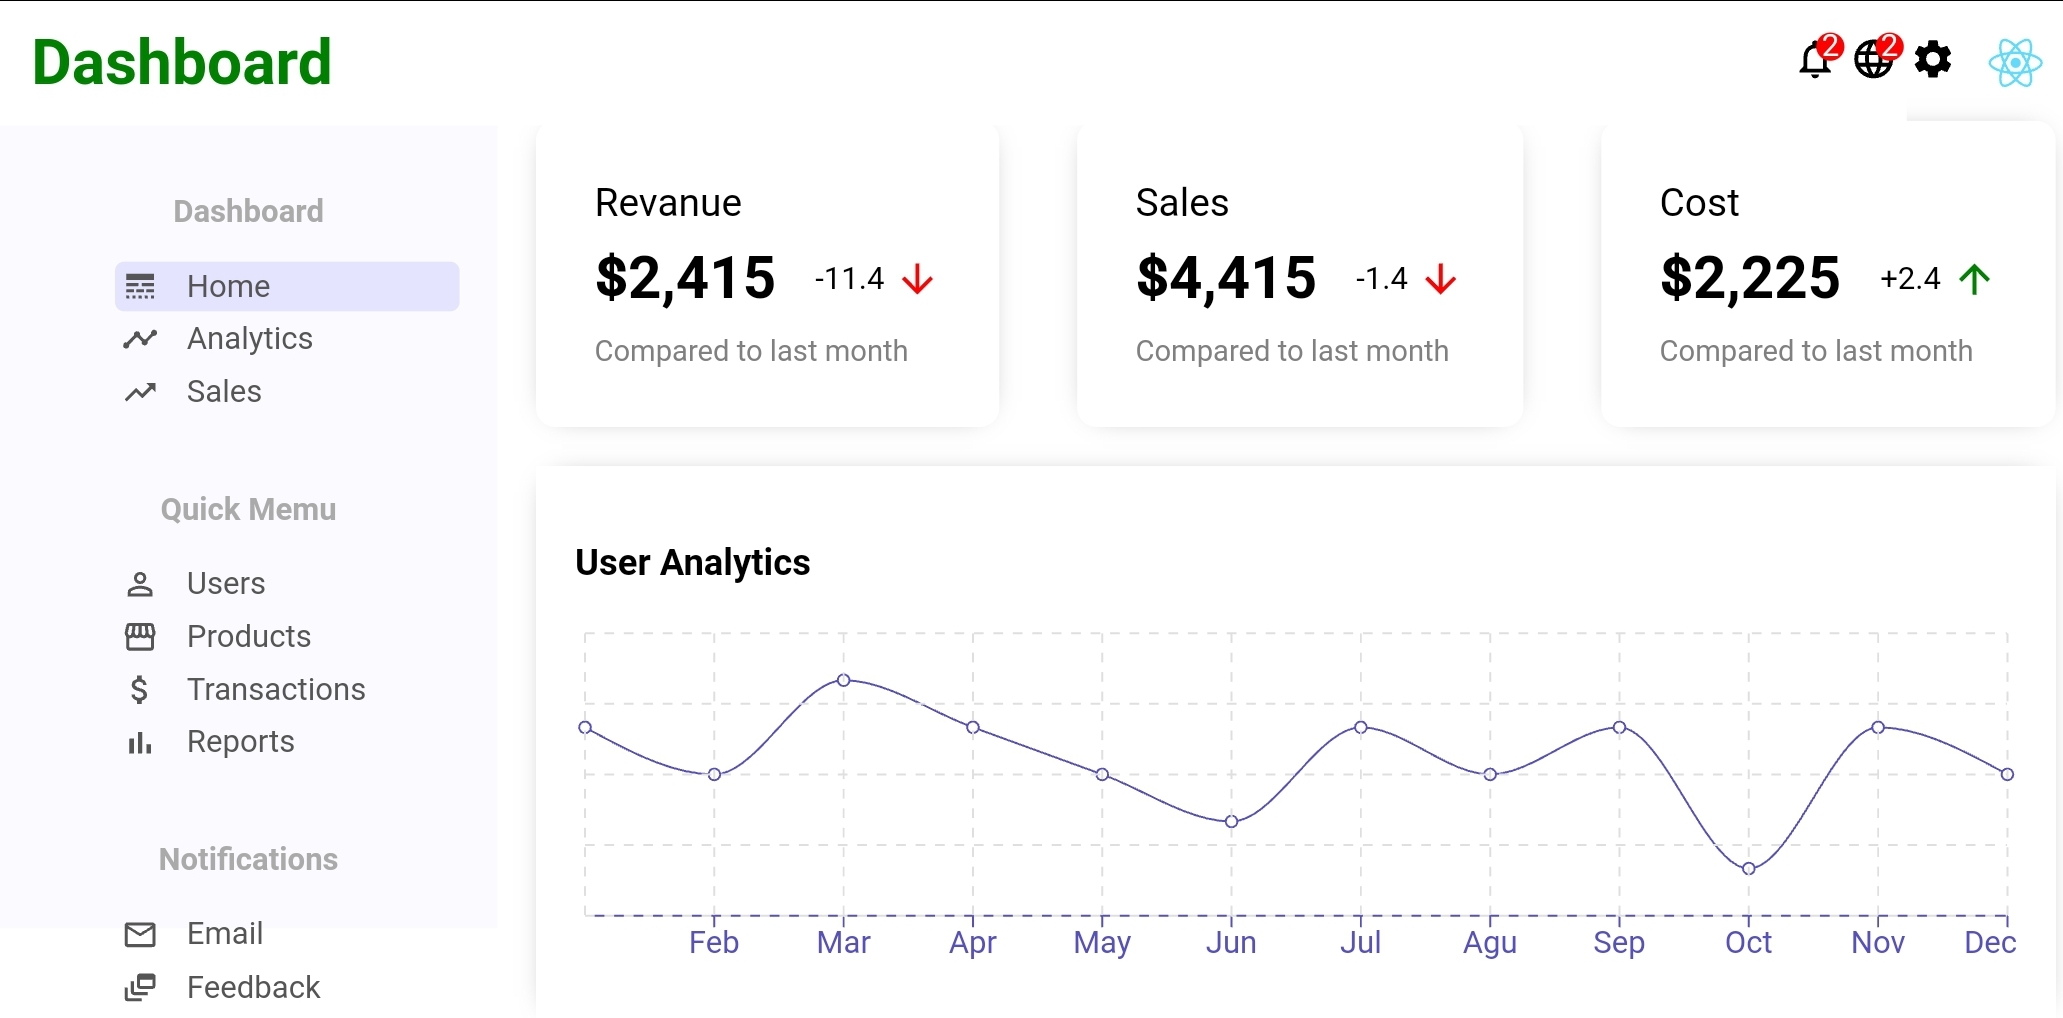 Dashboard
2 2
Dashboard
Home
Analytics
Sales
Quick Memu
Users
Products
Transactions
Reports
Notifications
Email
Feedback
Revanue
$2,415 -11.4
Compared to last month
Sales
$4,415 -1.4
Compared to last month
Cost
$2,225 +2.4
Compared to last month
User Analytics
Feb Mar Apr May Jun Jul Agu Sep Oct Nov Dec